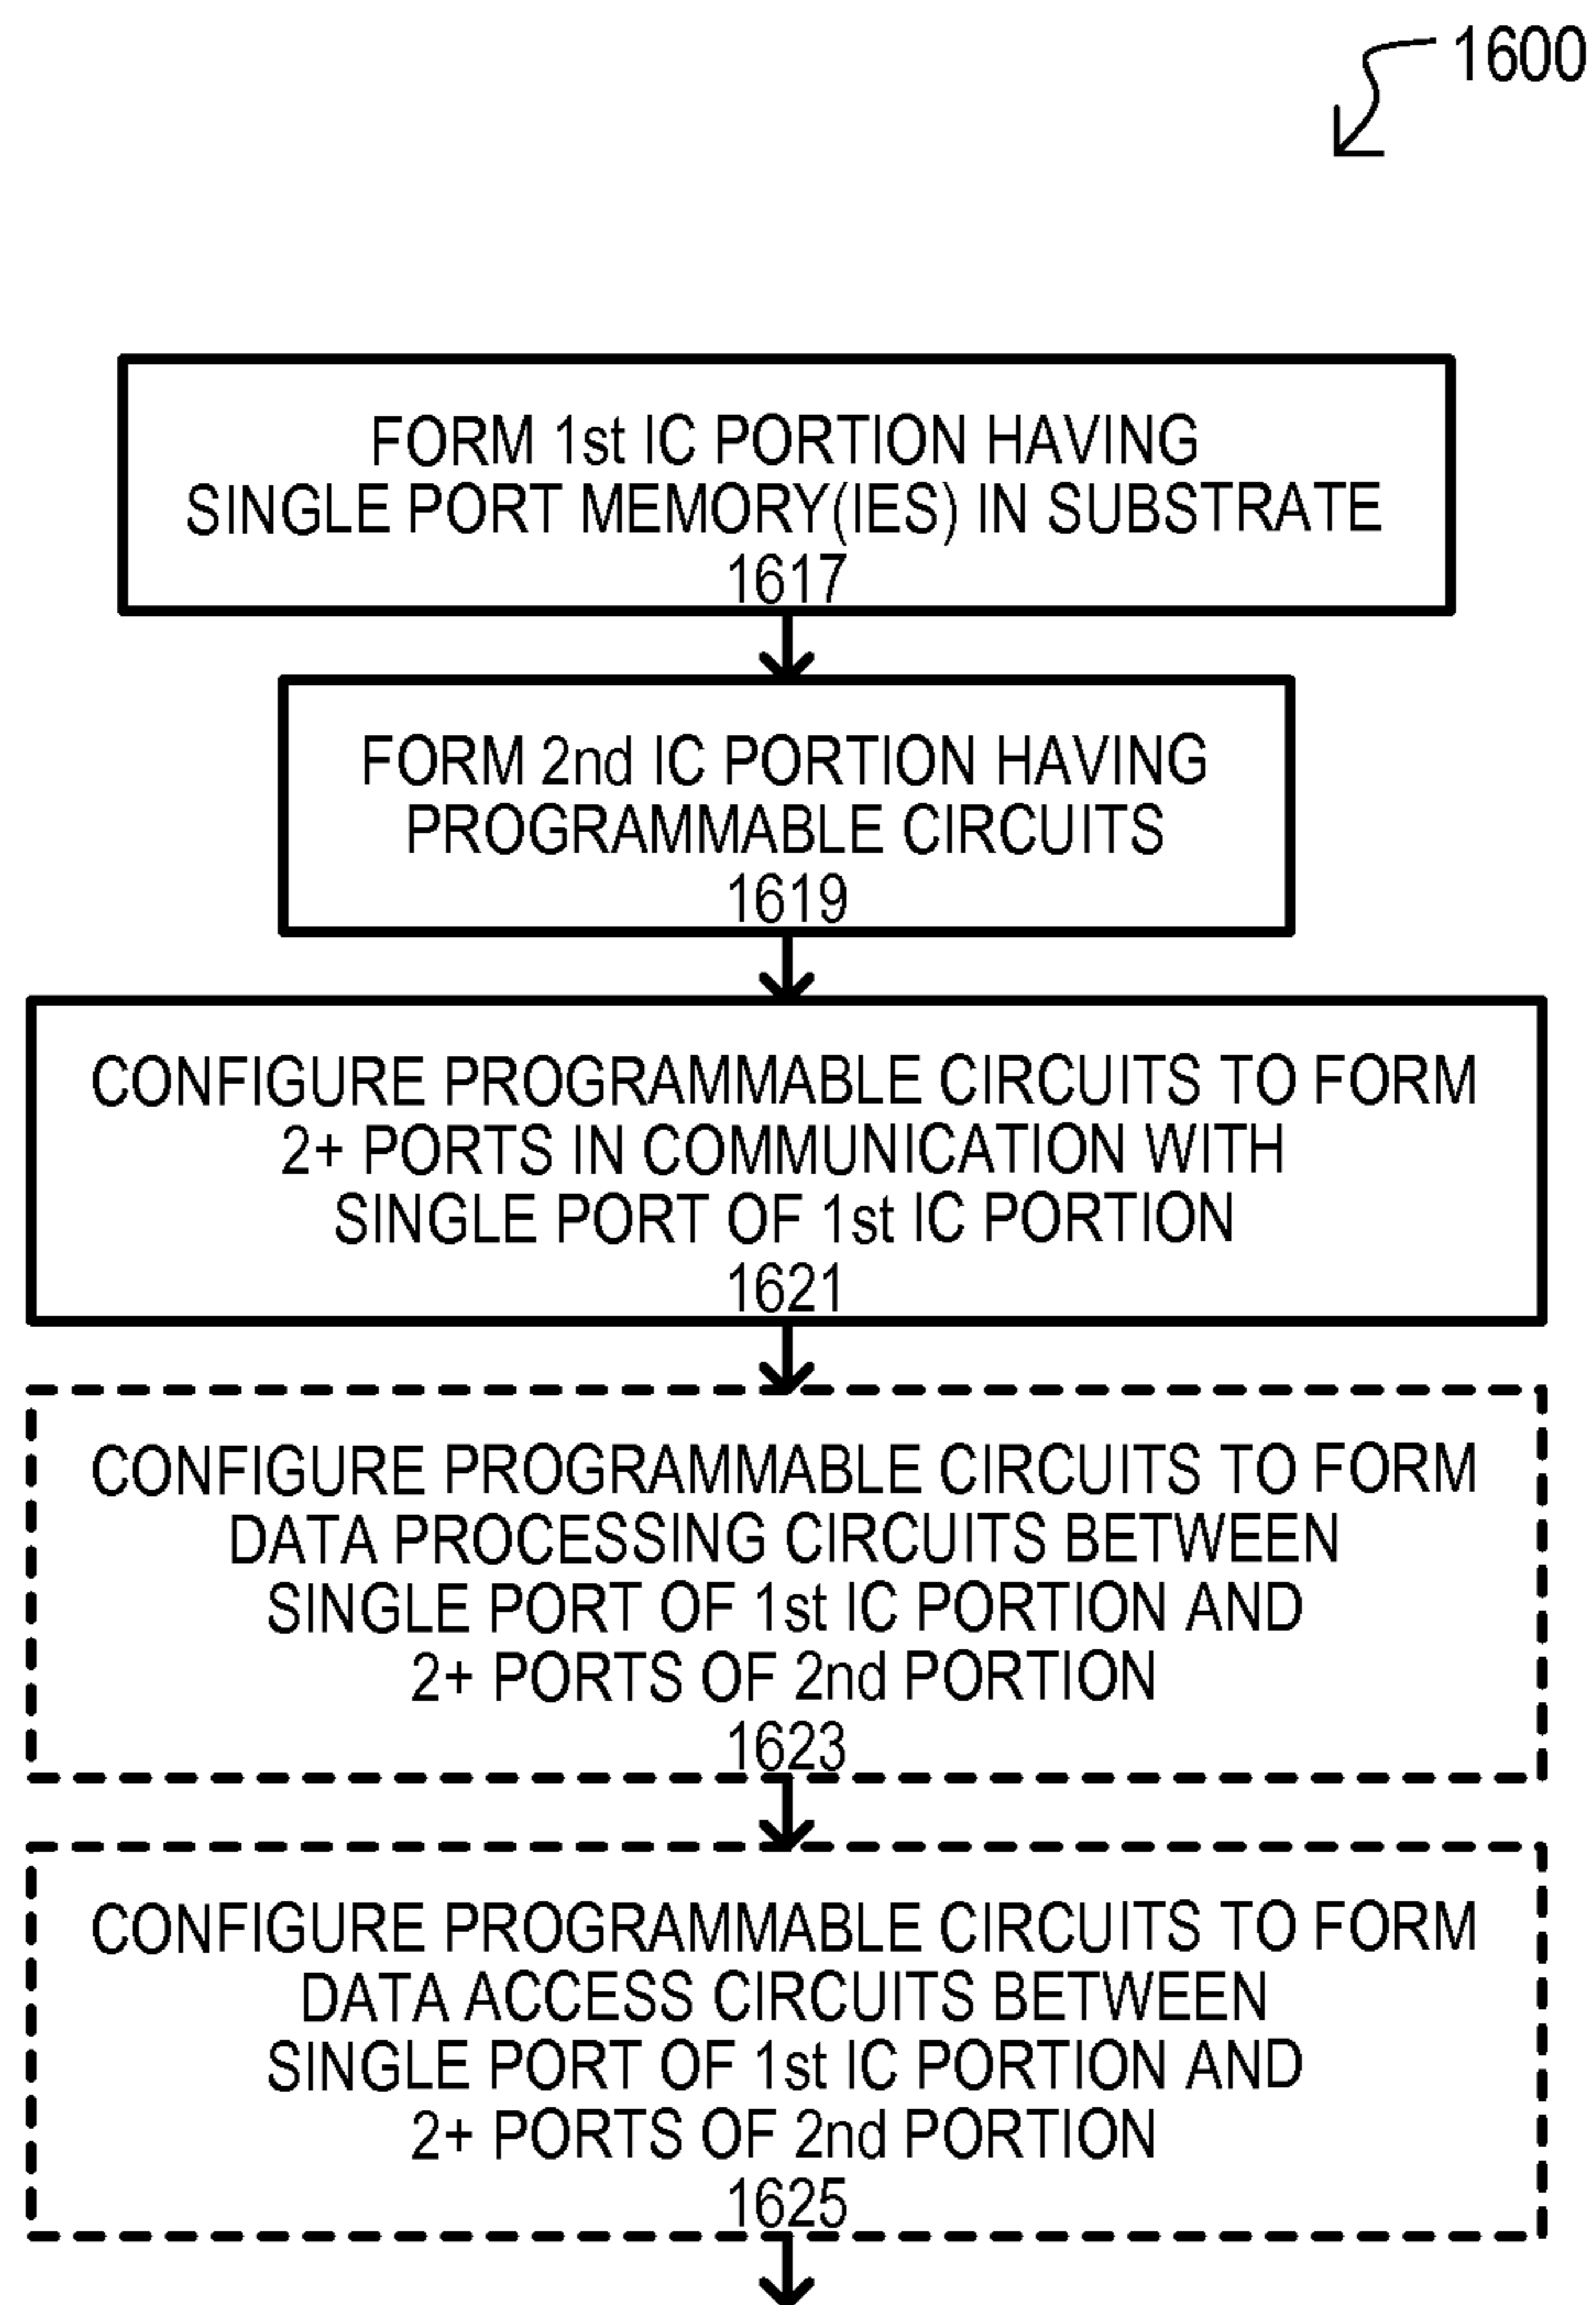 1600
FORM 1st IC PORTION HAVING
SINGLE PORT MEMORY(IES) IN SUBSTRATE
1617
FORM 2nd IC PORTION HAVING
PROGRAMMABLE CIRCUITS
1619
CONFIGURE PROGRAMMABLE CIRCUITS TO FORM
2+ PORTS IN COMMUNICATION WITH
SINGLE PORT OF 1st IC PORTION
1621
CONFIGURE PROGRAMMABLE CIRCUITS TO FORM
DATA PROCESSING CIRCUITS BETWEEN
SINGLE PORT OF 1st IC PORTION AND
2+ PORTS OF 2nd PORTION
1623
CONFIGURE PROGRAMMABLE CIRCUITS TO FORM
DATA ACCESS CIRCUITS BETWEEN
SINGLE PORT OF 1st IC PORTION AND
2+ PORTS OF 2nd PORTION
1625